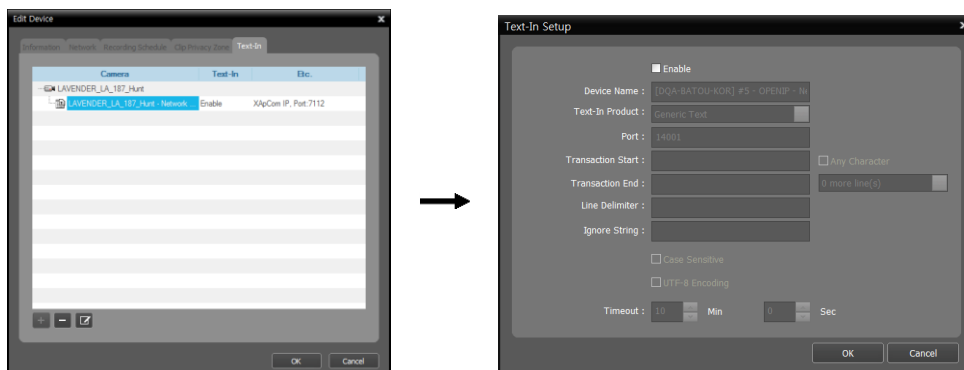 Edit Device
Information Network Recording Schedule Clip Privacy Zone Text-In
Camera Text-In Etc.
LAVENDER_LA_187_Hunt
LAVENDER_LA_187_Hunt - Network ... Enable XApCom IP, Port:7112
OK Cancel
Text-In Setup
Enable
Device Name : [DQA-BATOU-KOR] #5 - OPENIP - Ne
Text-In Product : Generic Text
Port : 14001
Transaction Start : Any Character
Transaction End : 0 more line(s)
Line Delimiter :
Ignore String :
Case Sensitive
UTF-8 Encoding
Timeout : 10 Min 0 Sec
OK Cancel